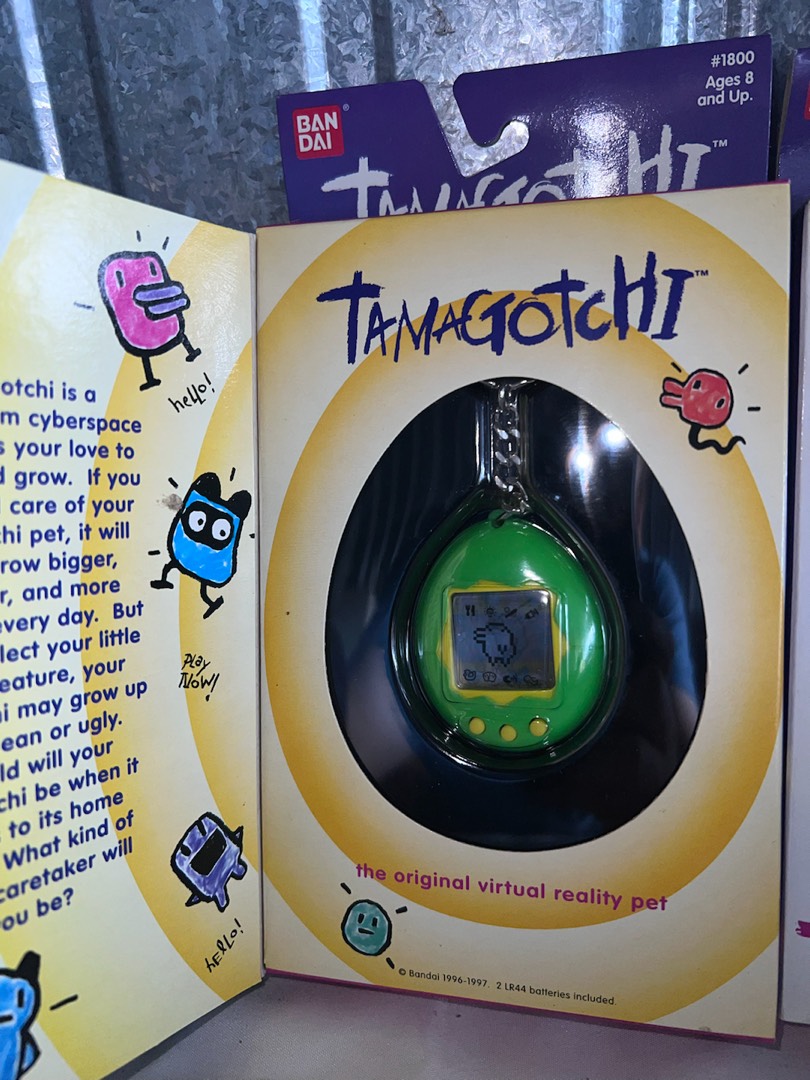 #1800
Ages 8
and Up.
BAN
DAI
®
TAMAGOTCHI™
TAMAGOTCHI™
hello!
otchi is a
m cyberspace
s your love to
d grow. If you
care of your
chi pet, it will
row bigger,
r, and more
every day. But
lect your little
eature, your
hi may grow up
ean or ugly.
ld will your
chi be when it
to its home
What kind of
caretaker will
ou be?
Play
Now!
hello!
the original virtual reality pet
© Bandai 1996-1997. 2 LR44 batteries included.